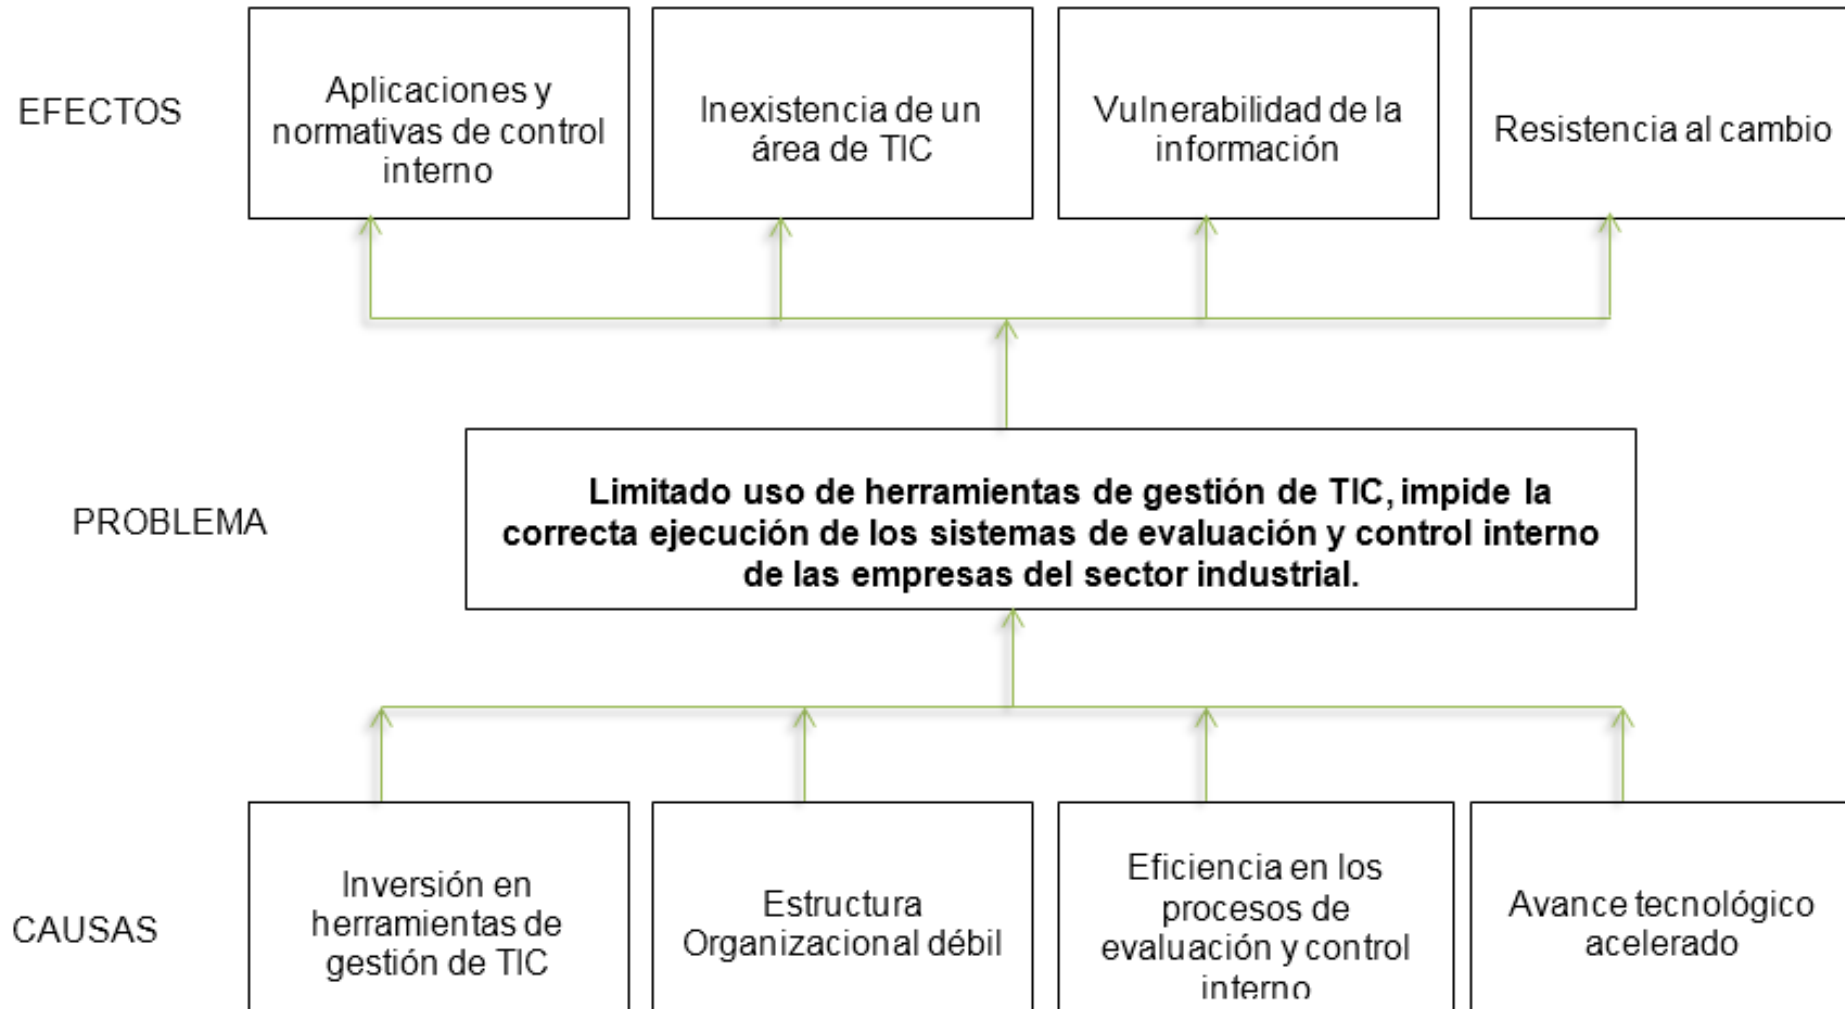 EFECTOS
Aplicaciones y
normativas de control
interno
Inexistencia de un
área de TIC
Vulnerabilidad de la
información
Resistencia al cambio
PROBLEMA
Limitado uso de herramientas de gestión de TIC, impide la
correcta ejecución de los sistemas de evaluación y control interno
de las empresas del sector industrial.
CAUSAS
Inversión en
herramientas de
gestión de TIC
Estructura
Organizacional débil
Eficiencia en los
procesos de
evaluación y control
interno
Avance tecnológico
acelerado